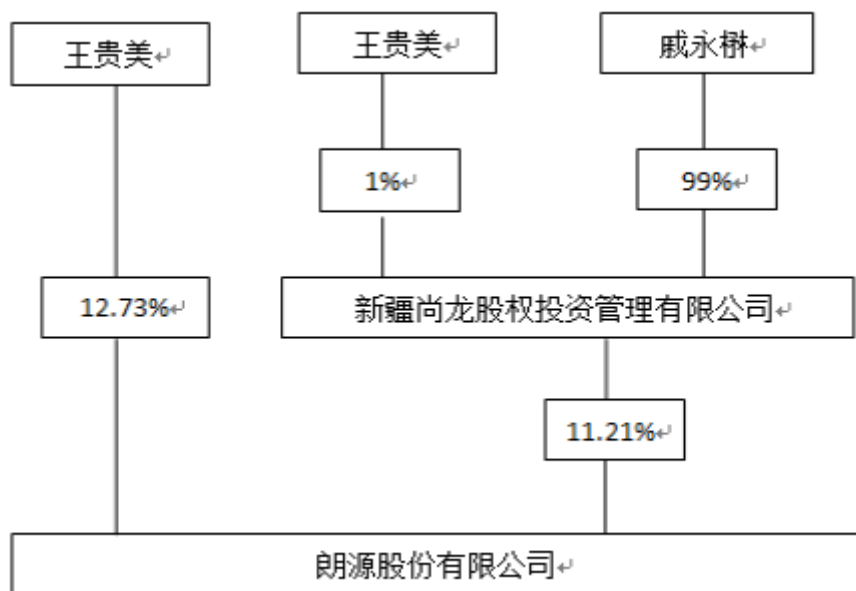 王贵美
王贵美
戚永楙
1%
99%
12.73%
新疆尚龙股权投资管理有限公司
11.21%
朗源股份有限公司